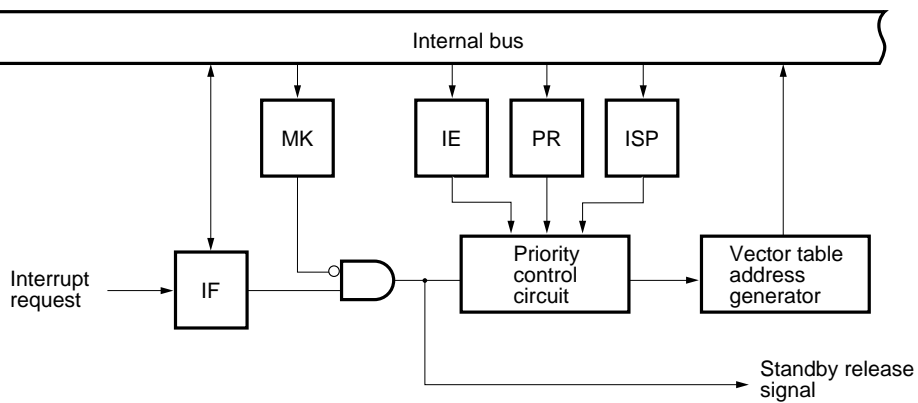 Internal bus
MK
IE
PR
ISP
Interrupt
request
IF
Priority
control
circuit
Vector table
address
generator
Standby release
signal